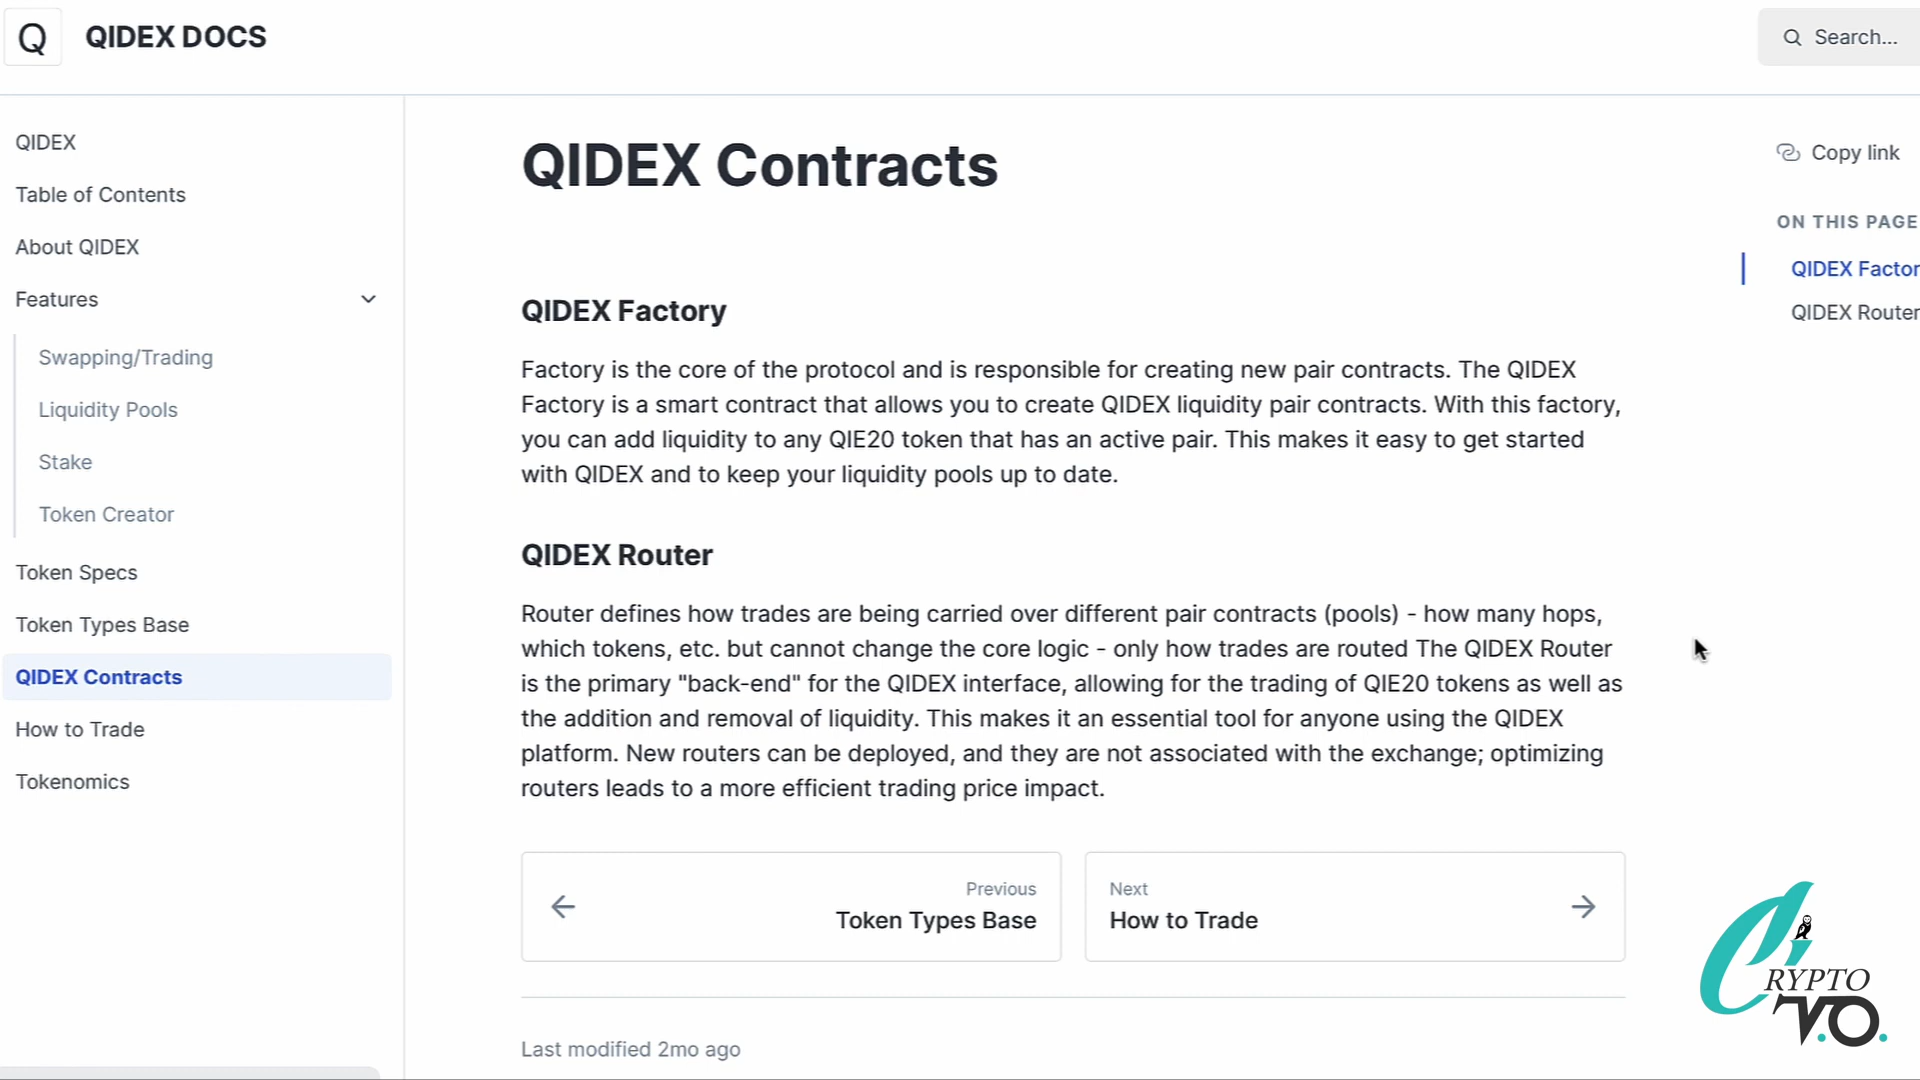 Q QIDEX DOCS
Search...
QIDEX
Table of Contents
About QIDEX
Features
Swapping/Trading
Liquidity Pools
Stake
Token Creator
Token Specs
Token Types Base
QIDEX Contracts
How to Trade
Tokenomics
QIDEX Contracts
QIDEX Factory
Factory is the core of the protocol and is responsible for creating new pair contracts. The QIDEX
Factory is a smart contract that allows you to create QIDEX liquidity pair contracts. With this factory,
you can add liquidity to any QIE20 token that has an active pair. This makes it easy to get started
with QIDEX and to keep your liquidity pools up to date.
QIDEX Router
Router defines how trades are being carried over different pair contracts (pools) - how many hops,
which tokens, etc. but cannot change the core logic - only how trades are routed The QIDEX Router
is the primary "back-end" for the QIDEX interface, allowing for the trading of QIE20 tokens as well as
the addition and removal of liquidity. This makes it an essential tool for anyone using the QIDEX
platform. New routers can be deployed, and they are not associated with the exchange; optimizing
routers leads to a more efficient trading price impact.
Previous
Token Types Base
Next
How to Trade
Last modified 2mo ago
Copy link
ON THIS PAGE
QIDEX Factor
QIDEX Router
CRYPTO
V.O.